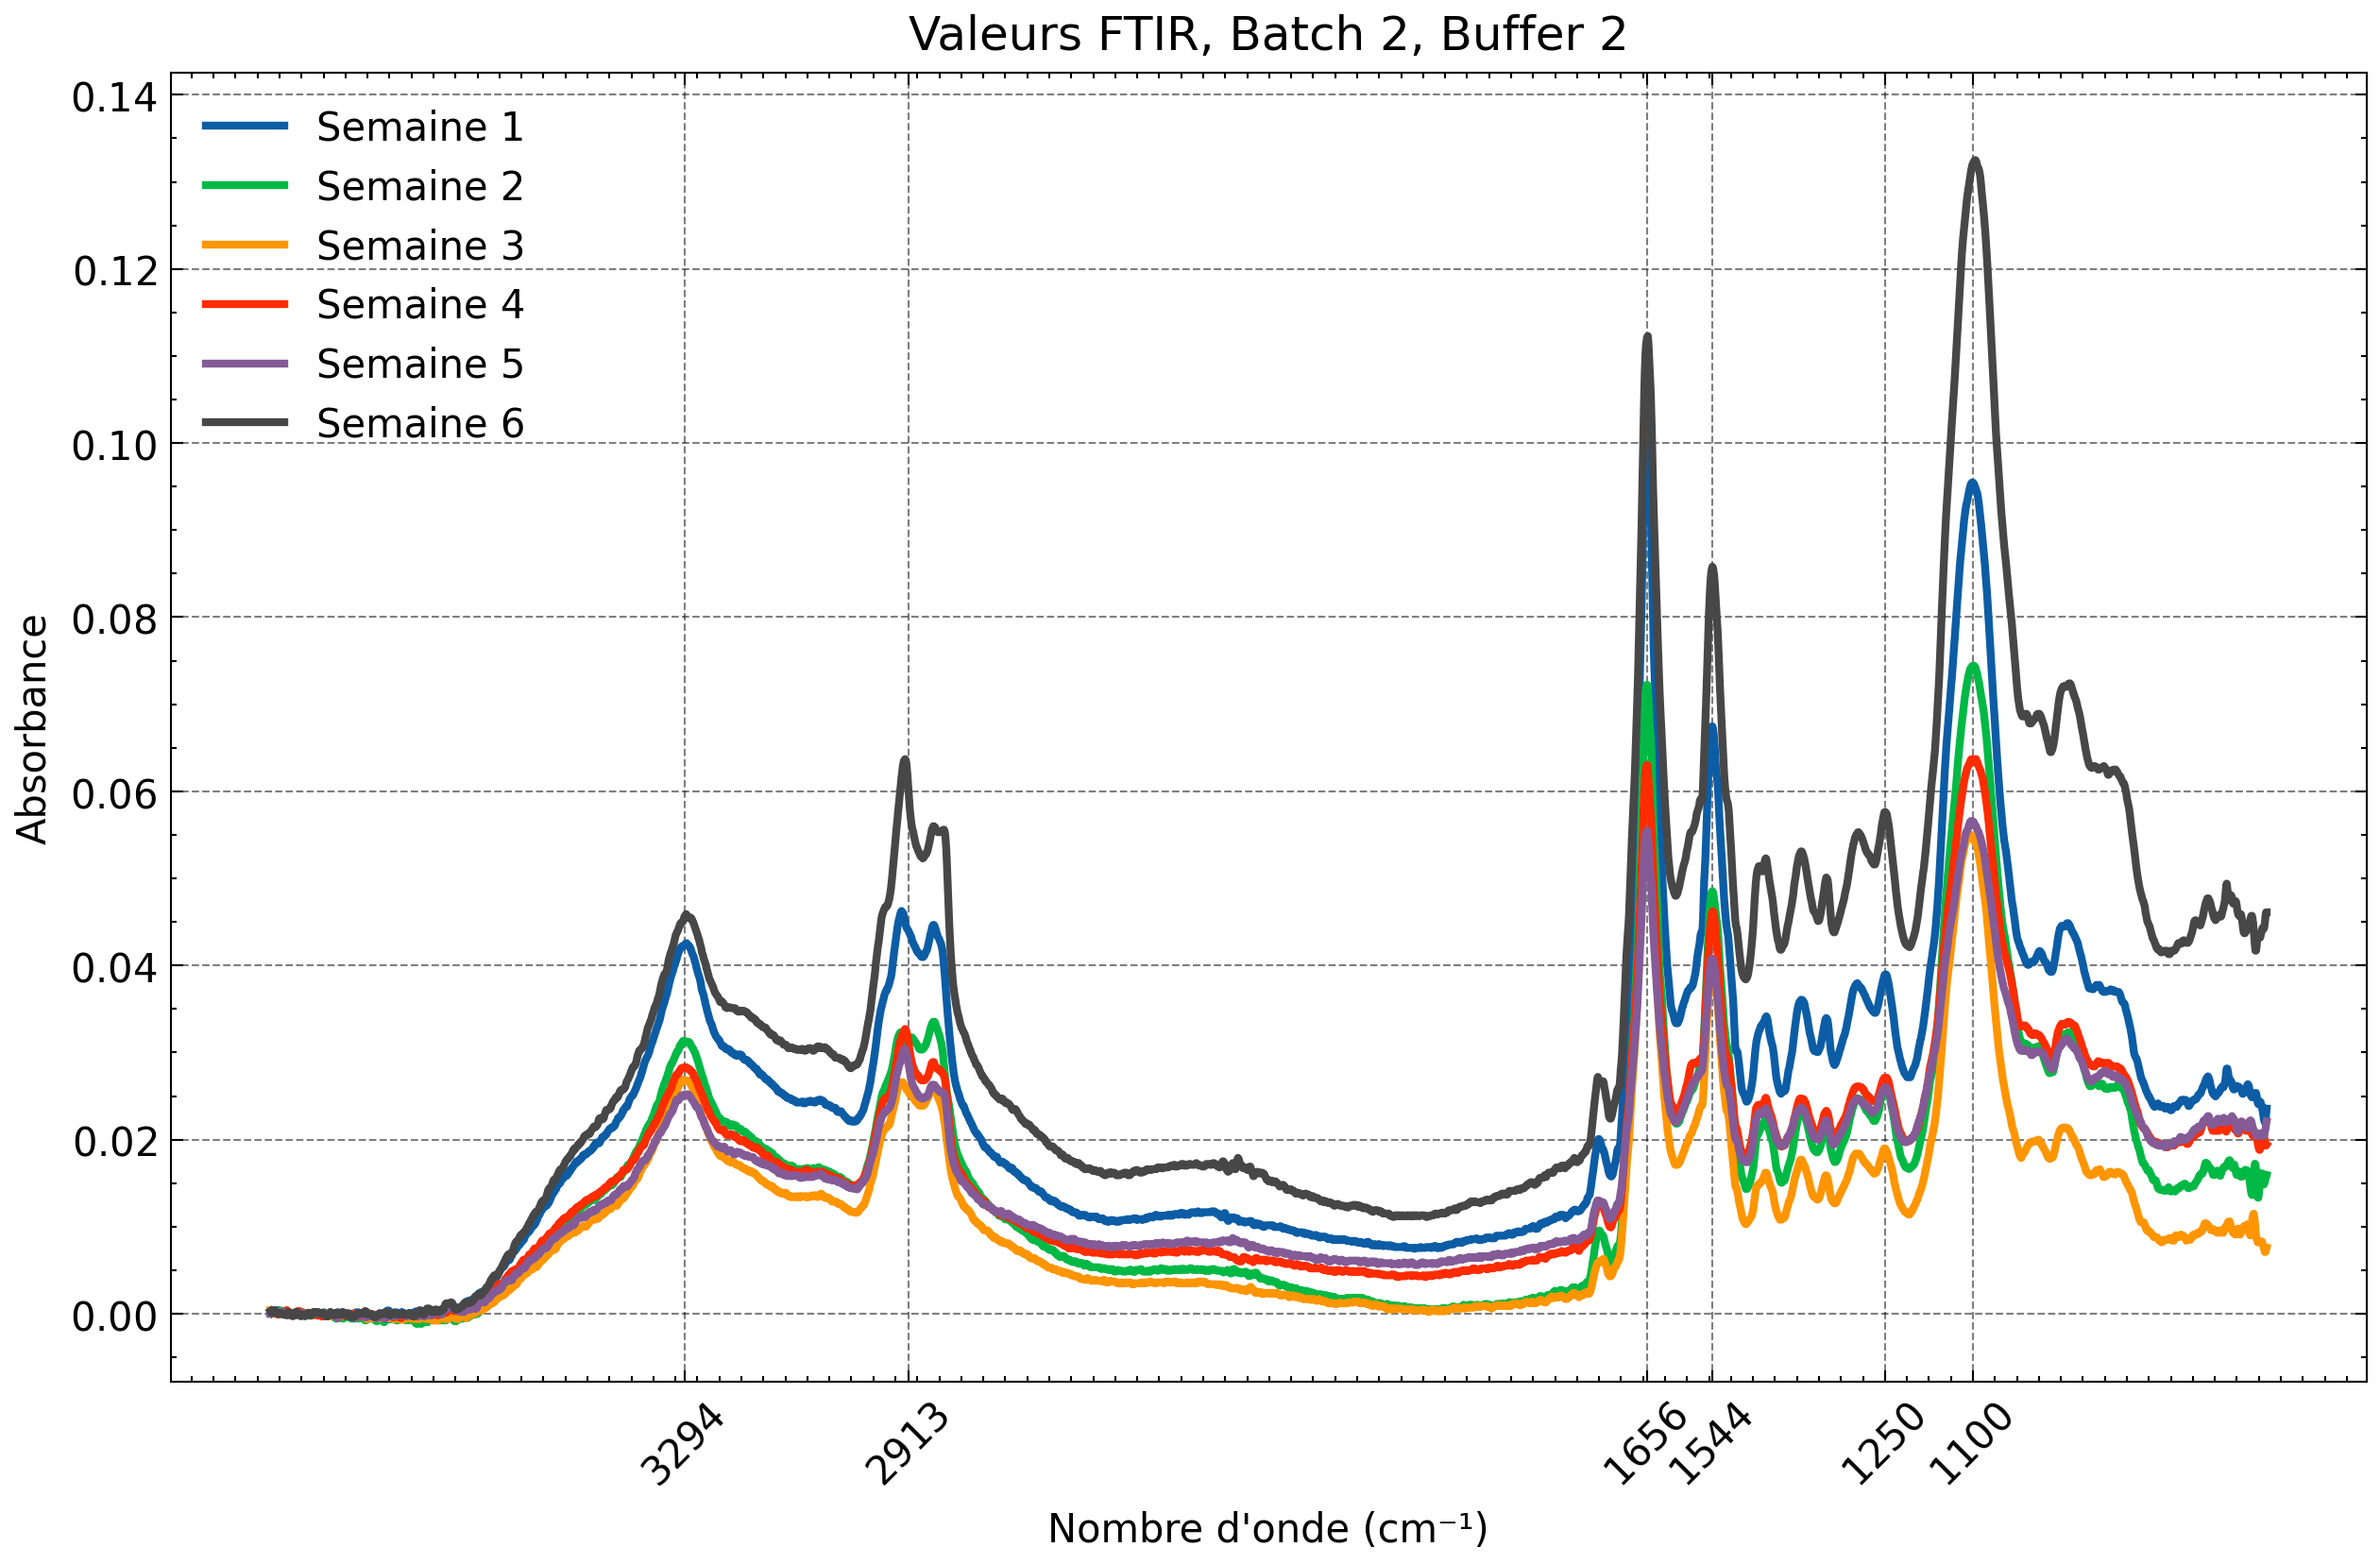 Valeurs FTIR, Batch 2, Buffer 2
0.14
0.12
0.10
0.08
0.06
0.04
0.02
0.00
Absorbance
Semaine 1
Semaine 2
Semaine 3
Semaine 4
Semaine 5
Semaine 6
3294
2913
1656
1544
1250
1100
Nombre d'onde (cm⁻¹)